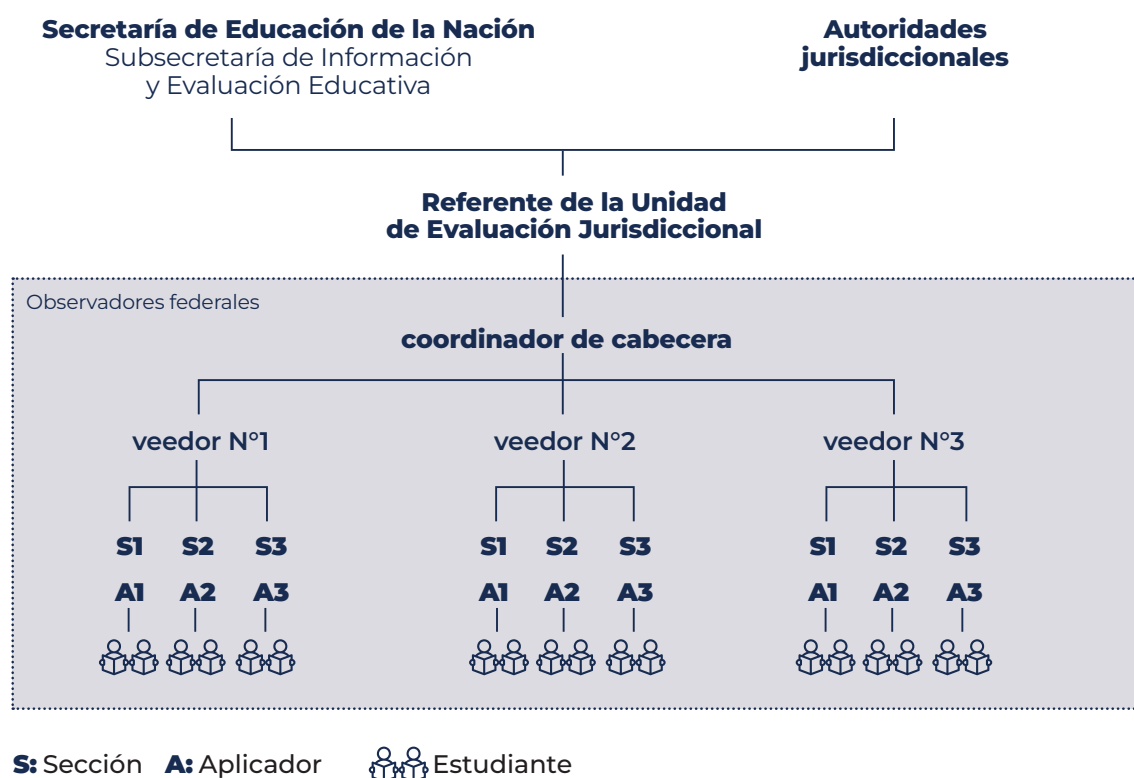 Secretaría de Educación de la Nación
Subsecretaría de Información
y Evaluación Educativa
Autoridades
jurisdiccionales
Referente de la Unidad
de Evaluación Jurisdiccional
Observadores federales
coordinador de cabecera
veedor N°1 veedor N°2 veedor N°3
S1 S2 S3 S1 S2 S3 S1 S2 S3
A1 A2 A3 A1 A2 A3 A1 A2 A3
S: Sección A: Aplicador Estudiante